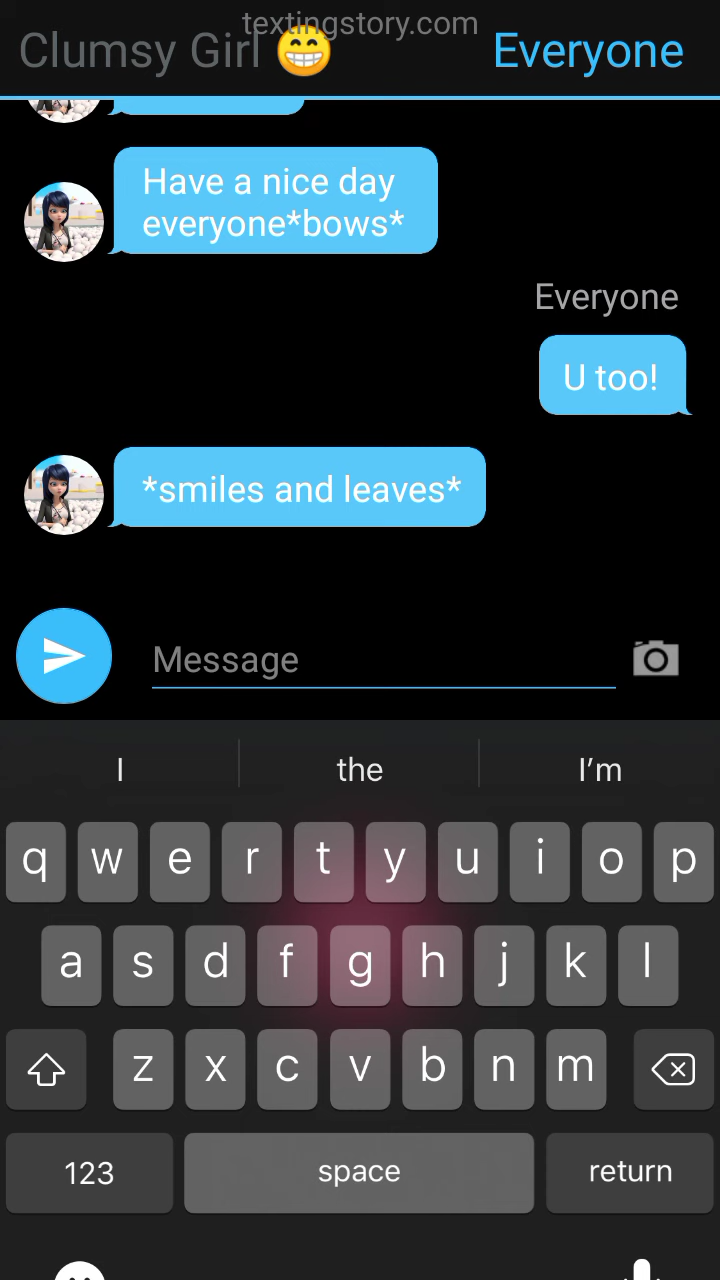 textingstory.com
Clumsy Girl 😁 Everyone
Have a nice day
everyone*bows*
Everyone
U too!
*smiles and leaves*
Message
I the I'm
q w e r t y u i o p
a s d f g h j k l
z x c v b n m
123 space return